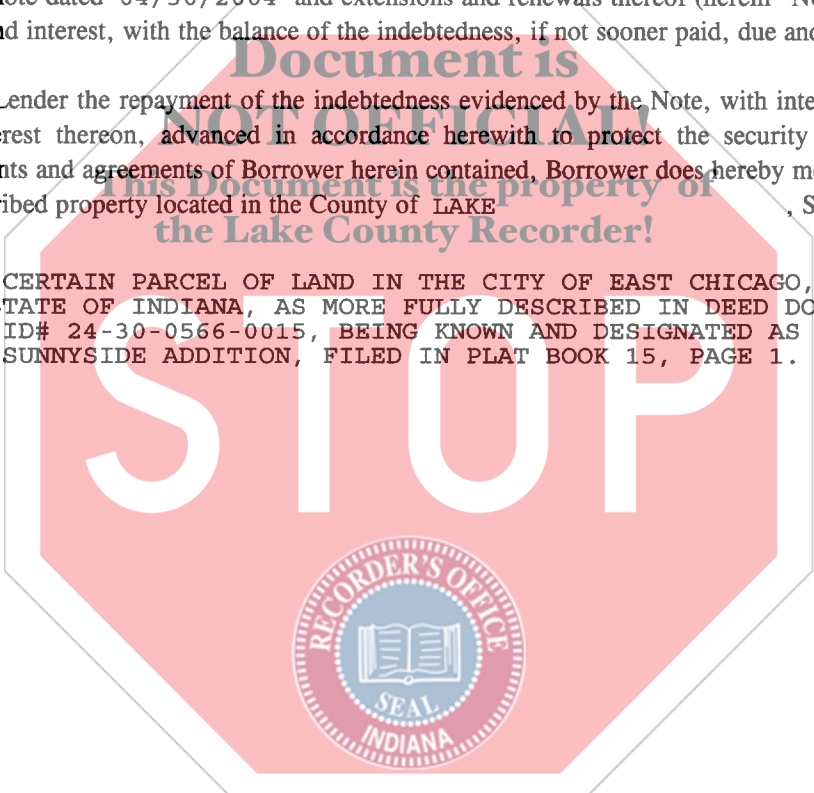 ote dated 04/30/2004 and extensions and renewals thereof (herein "No
nd interest, with the balance of the indebtedness, if not sooner paid, due and
Document is
Lender the repayment of the indebtedness evidenced by the Note, with inte
NOT OFFICIAL!
erest thereon, advanced in accordance herewith to protect the security
nts and agreements of Borrower herein contained, Borrower does hereby mo
This Document is the property of
ribed property located in the County of LAKE , S
the Lake County Recorder!
CERTAIN PARCEL OF LAND IN THE CITY OF EAST CHICAGO,
TATE OF INDIANA, AS MORE FULLY DESCRIBED IN DEED DO
ID# 24-30-0566-0015, BEING KNOWN AND DESIGNATED AS
SUNNYSIDE ADDITION, FILED IN PLAT BOOK 15, PAGE 1.
STOP
RECORDER'S OFFICE
SEAL
INDIANA